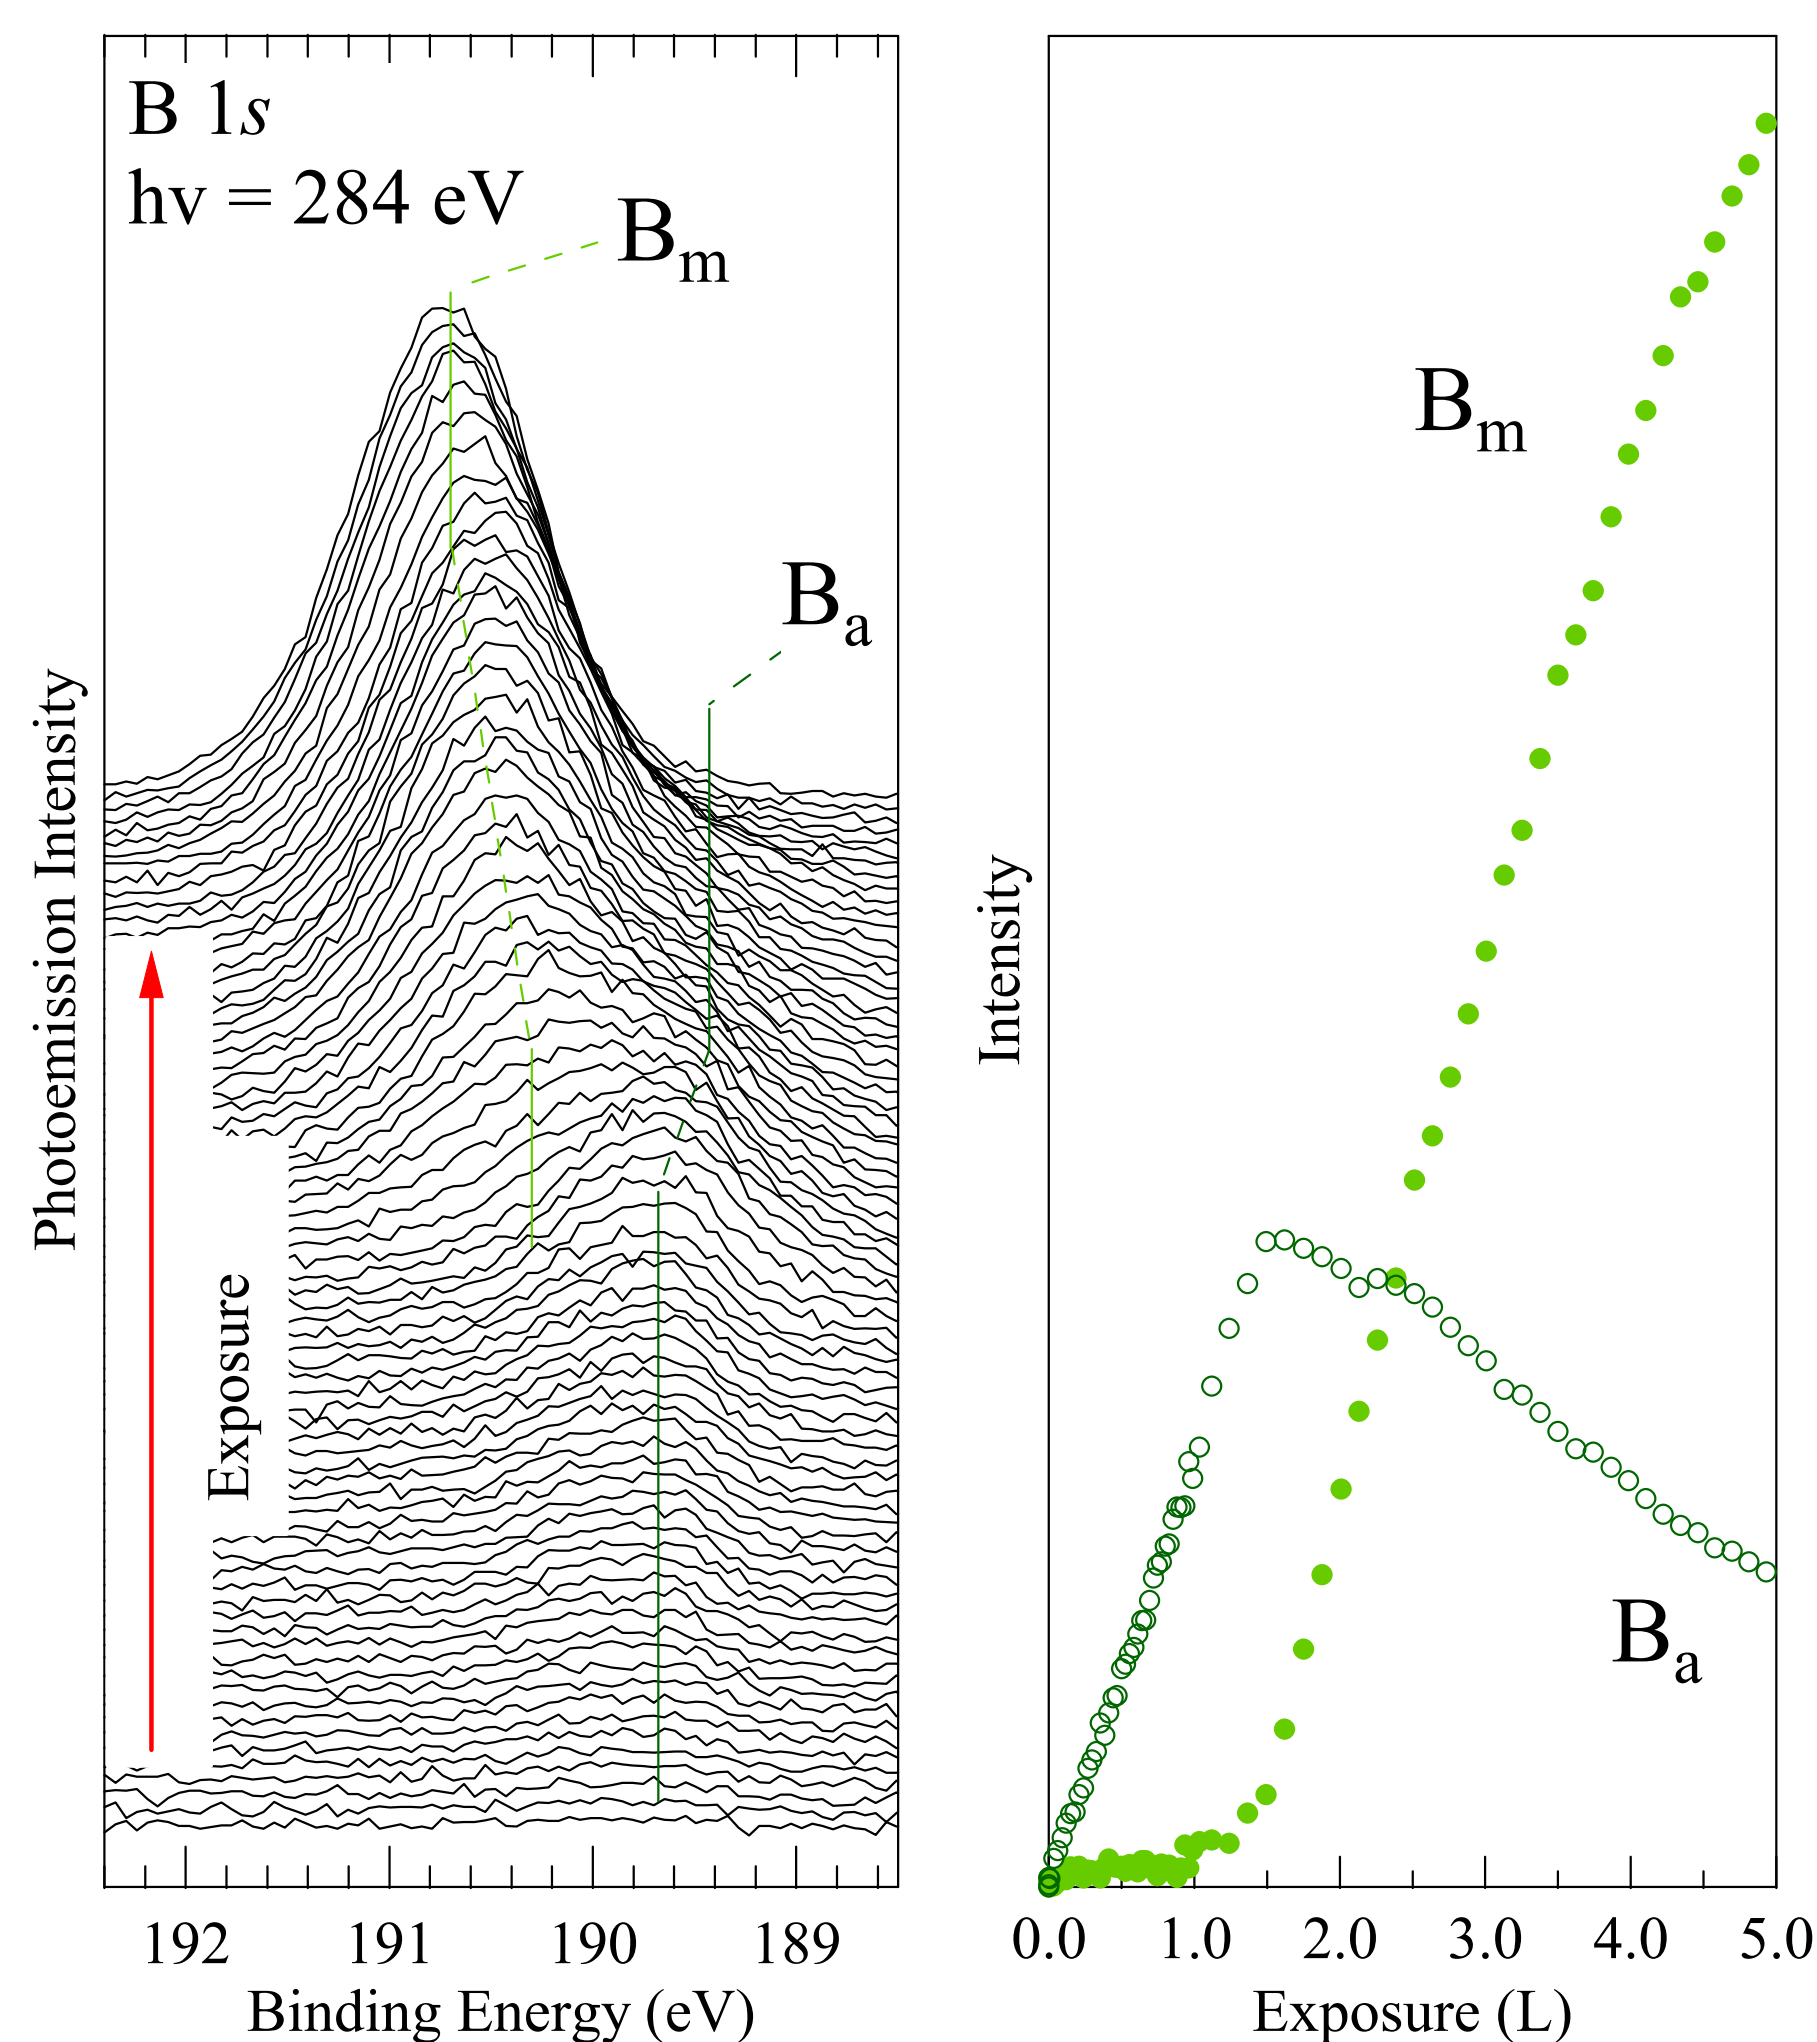 B 1s
hν = 284 eV
Bm
Ba
Photoemission Intensity
Exposure
192 191 190 189
Binding Energy (eV)
Bm
Ba
Intensity
0.0 1.0 2.0 3.0 4.0 5.0
Exposure (L)